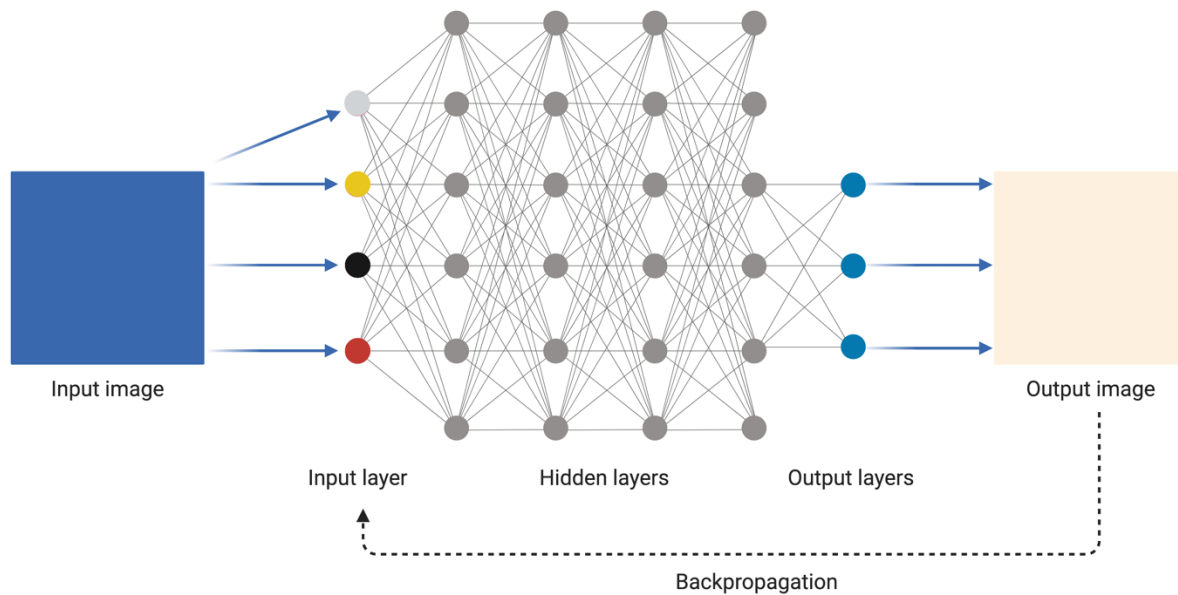 Input image
Output image
Input layer
Hidden layers
Output layers
Backpropagation